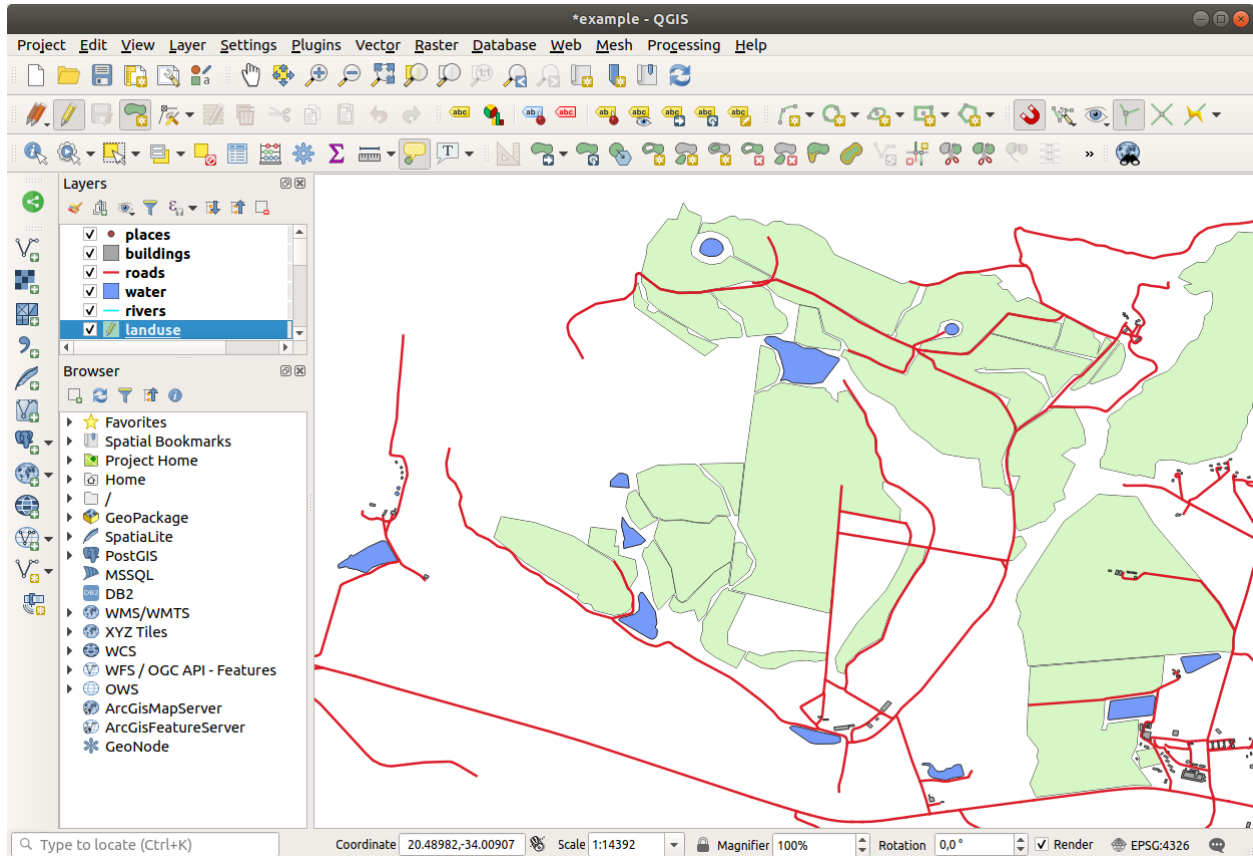 *example - QGIS
Project Edit View Layer Settings Plugins Vector Raster Database Web Mesh Processing Help
Layers
places
buildings
roads
water
rivers
landuse
Browser
Favorites
Spatial Bookmarks
Project Home
Home
/
GeoPackage
SpatiaLite
PostGIS
MSSQL
DB2
WMS/WMTS
XYZ Tiles
WCS
WFS / OGC API - Features
OWS
ArcGisMapServer
ArcGisFeatureServer
GeoNode
Type to locate (Ctrl+K) Coordinate 20.48982,-34.00907 Scale 1:14392 Magnifier 100% Rotation 0,0 ° Render EPSG:4326